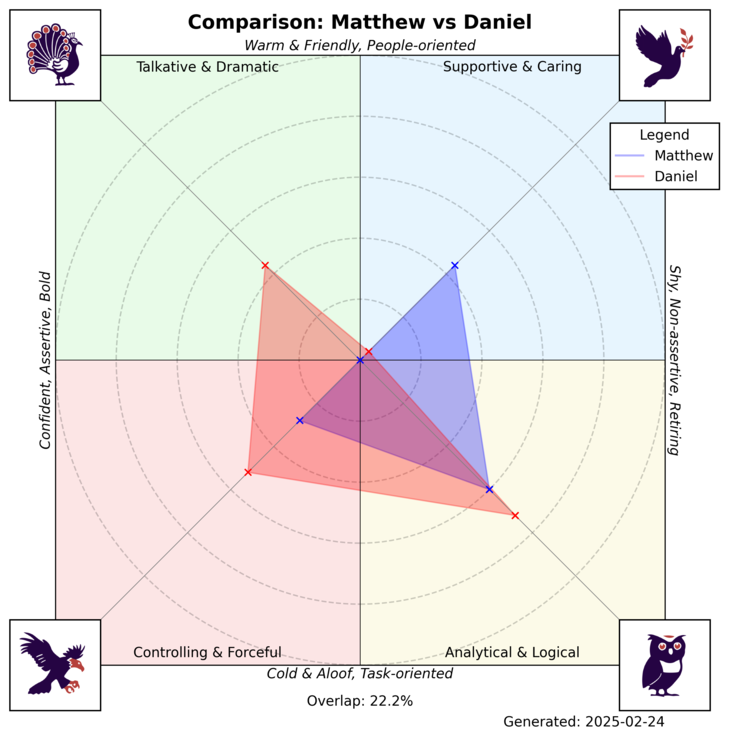 Comparison: Matthew vs Daniel
Warm & Friendly, People-oriented
Talkative & Dramatic
Supportive & Caring
Legend
Matthew
Daniel
Confident, Assertive, Bold
Shy, Non-assertive, Retiring
Controlling & Forceful
Analytical & Logical
Cold & Aloof, Task-oriented
Overlap: 22.2%
Generated: 2025-02-24